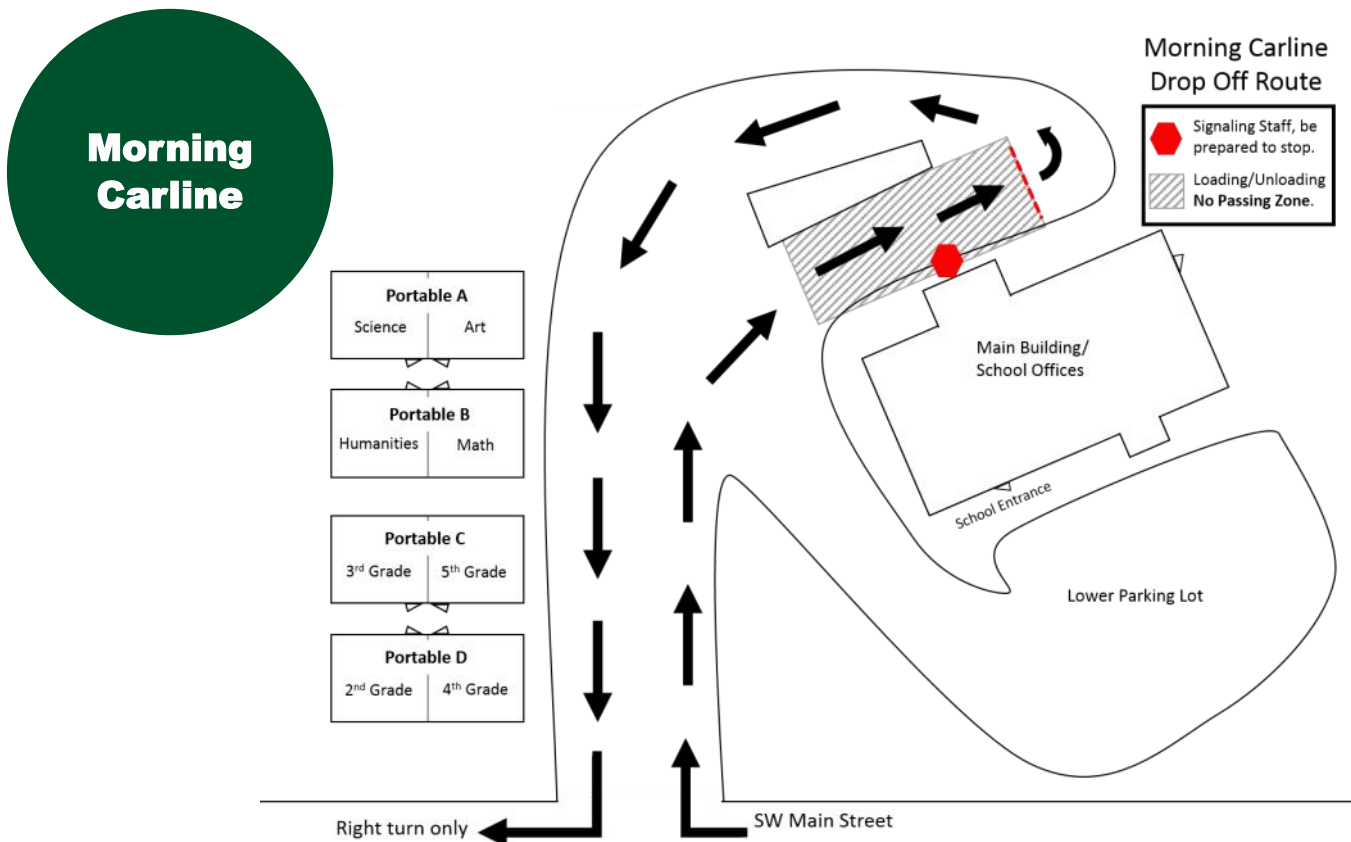 Morning
Carline
Morning Carline
Drop Off Route
Signaling Staff, be
prepared to stop.
Loading/Unloading
No Passing Zone.
Portable A
Science Art
Portable B
Humanities Math
Portable C
3rd Grade 5th Grade
Portable D
2nd Grade 4th Grade
Main Building/
School Offices
School Entrance
Lower Parking Lot
Right turn only
SW Main Street